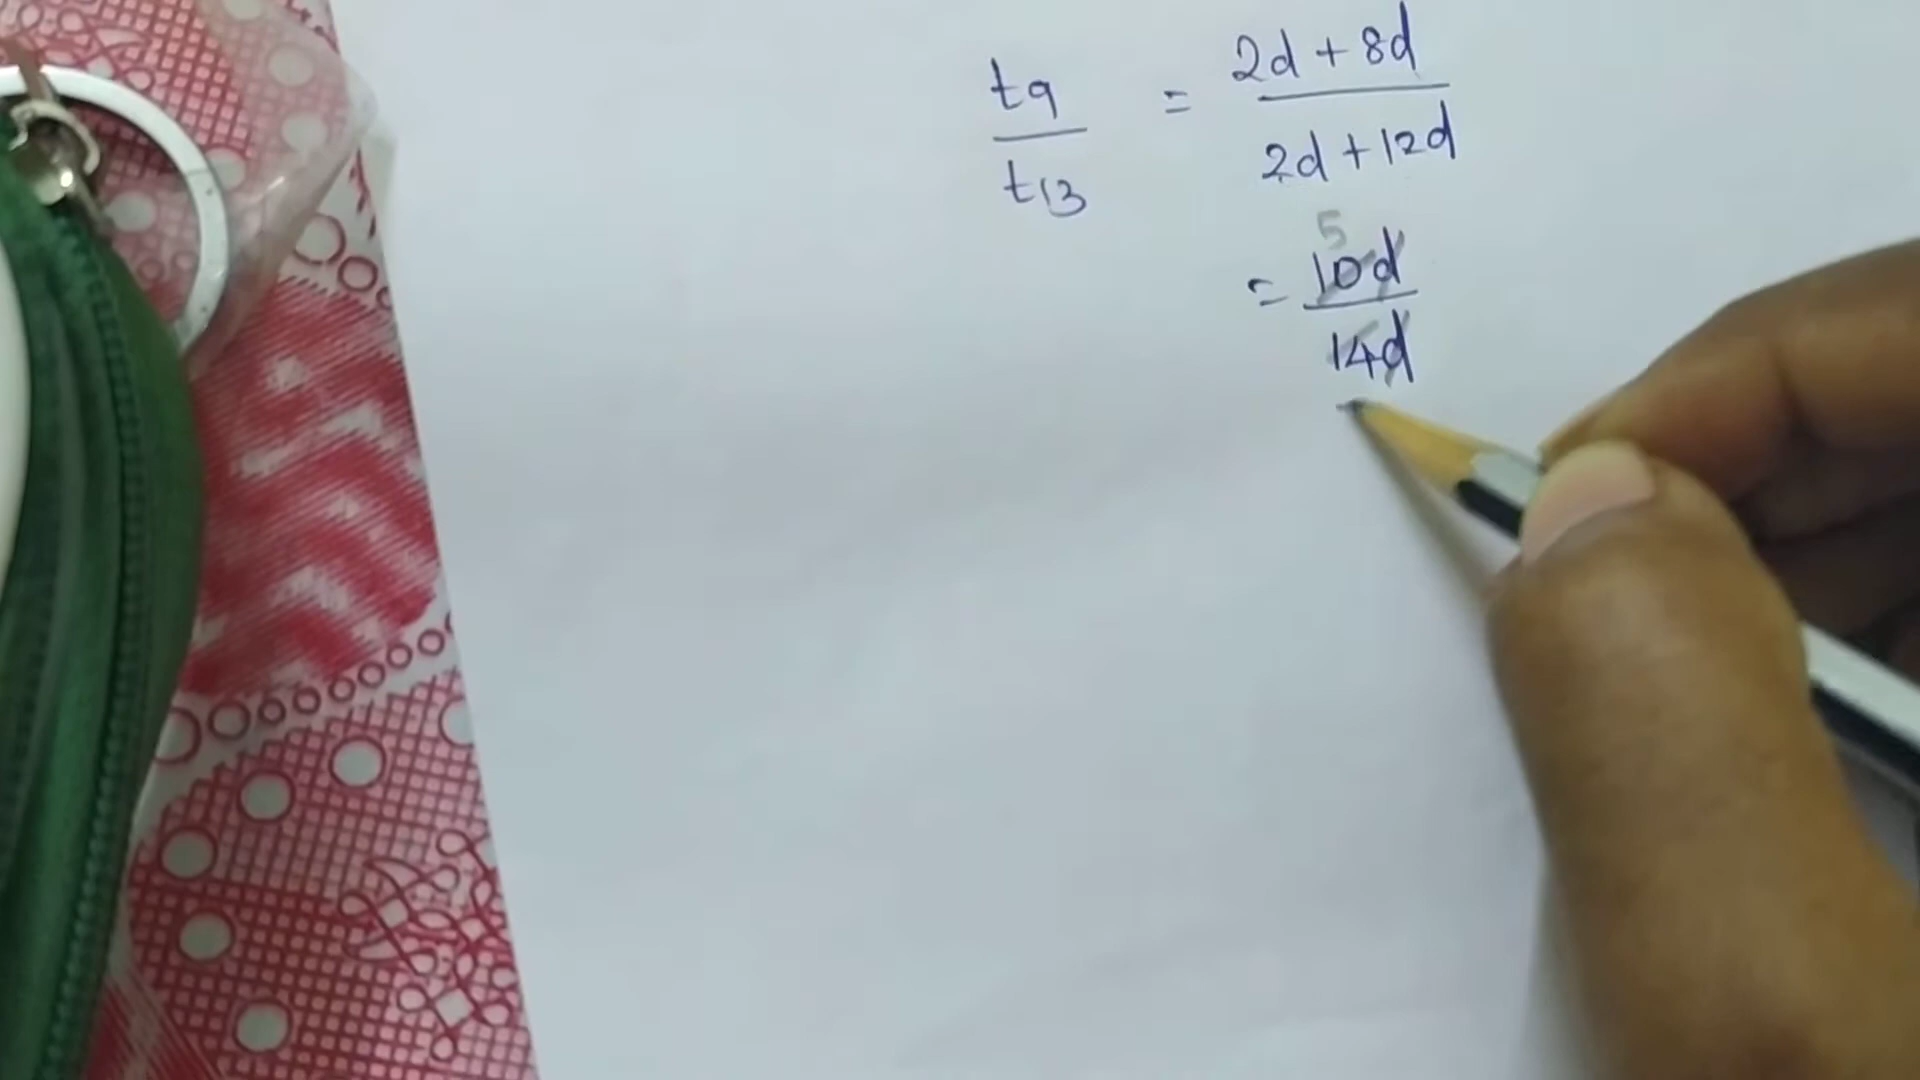 t9 / t13 = 2d + 8d / 2d + 12d
5
= 10d / 14d